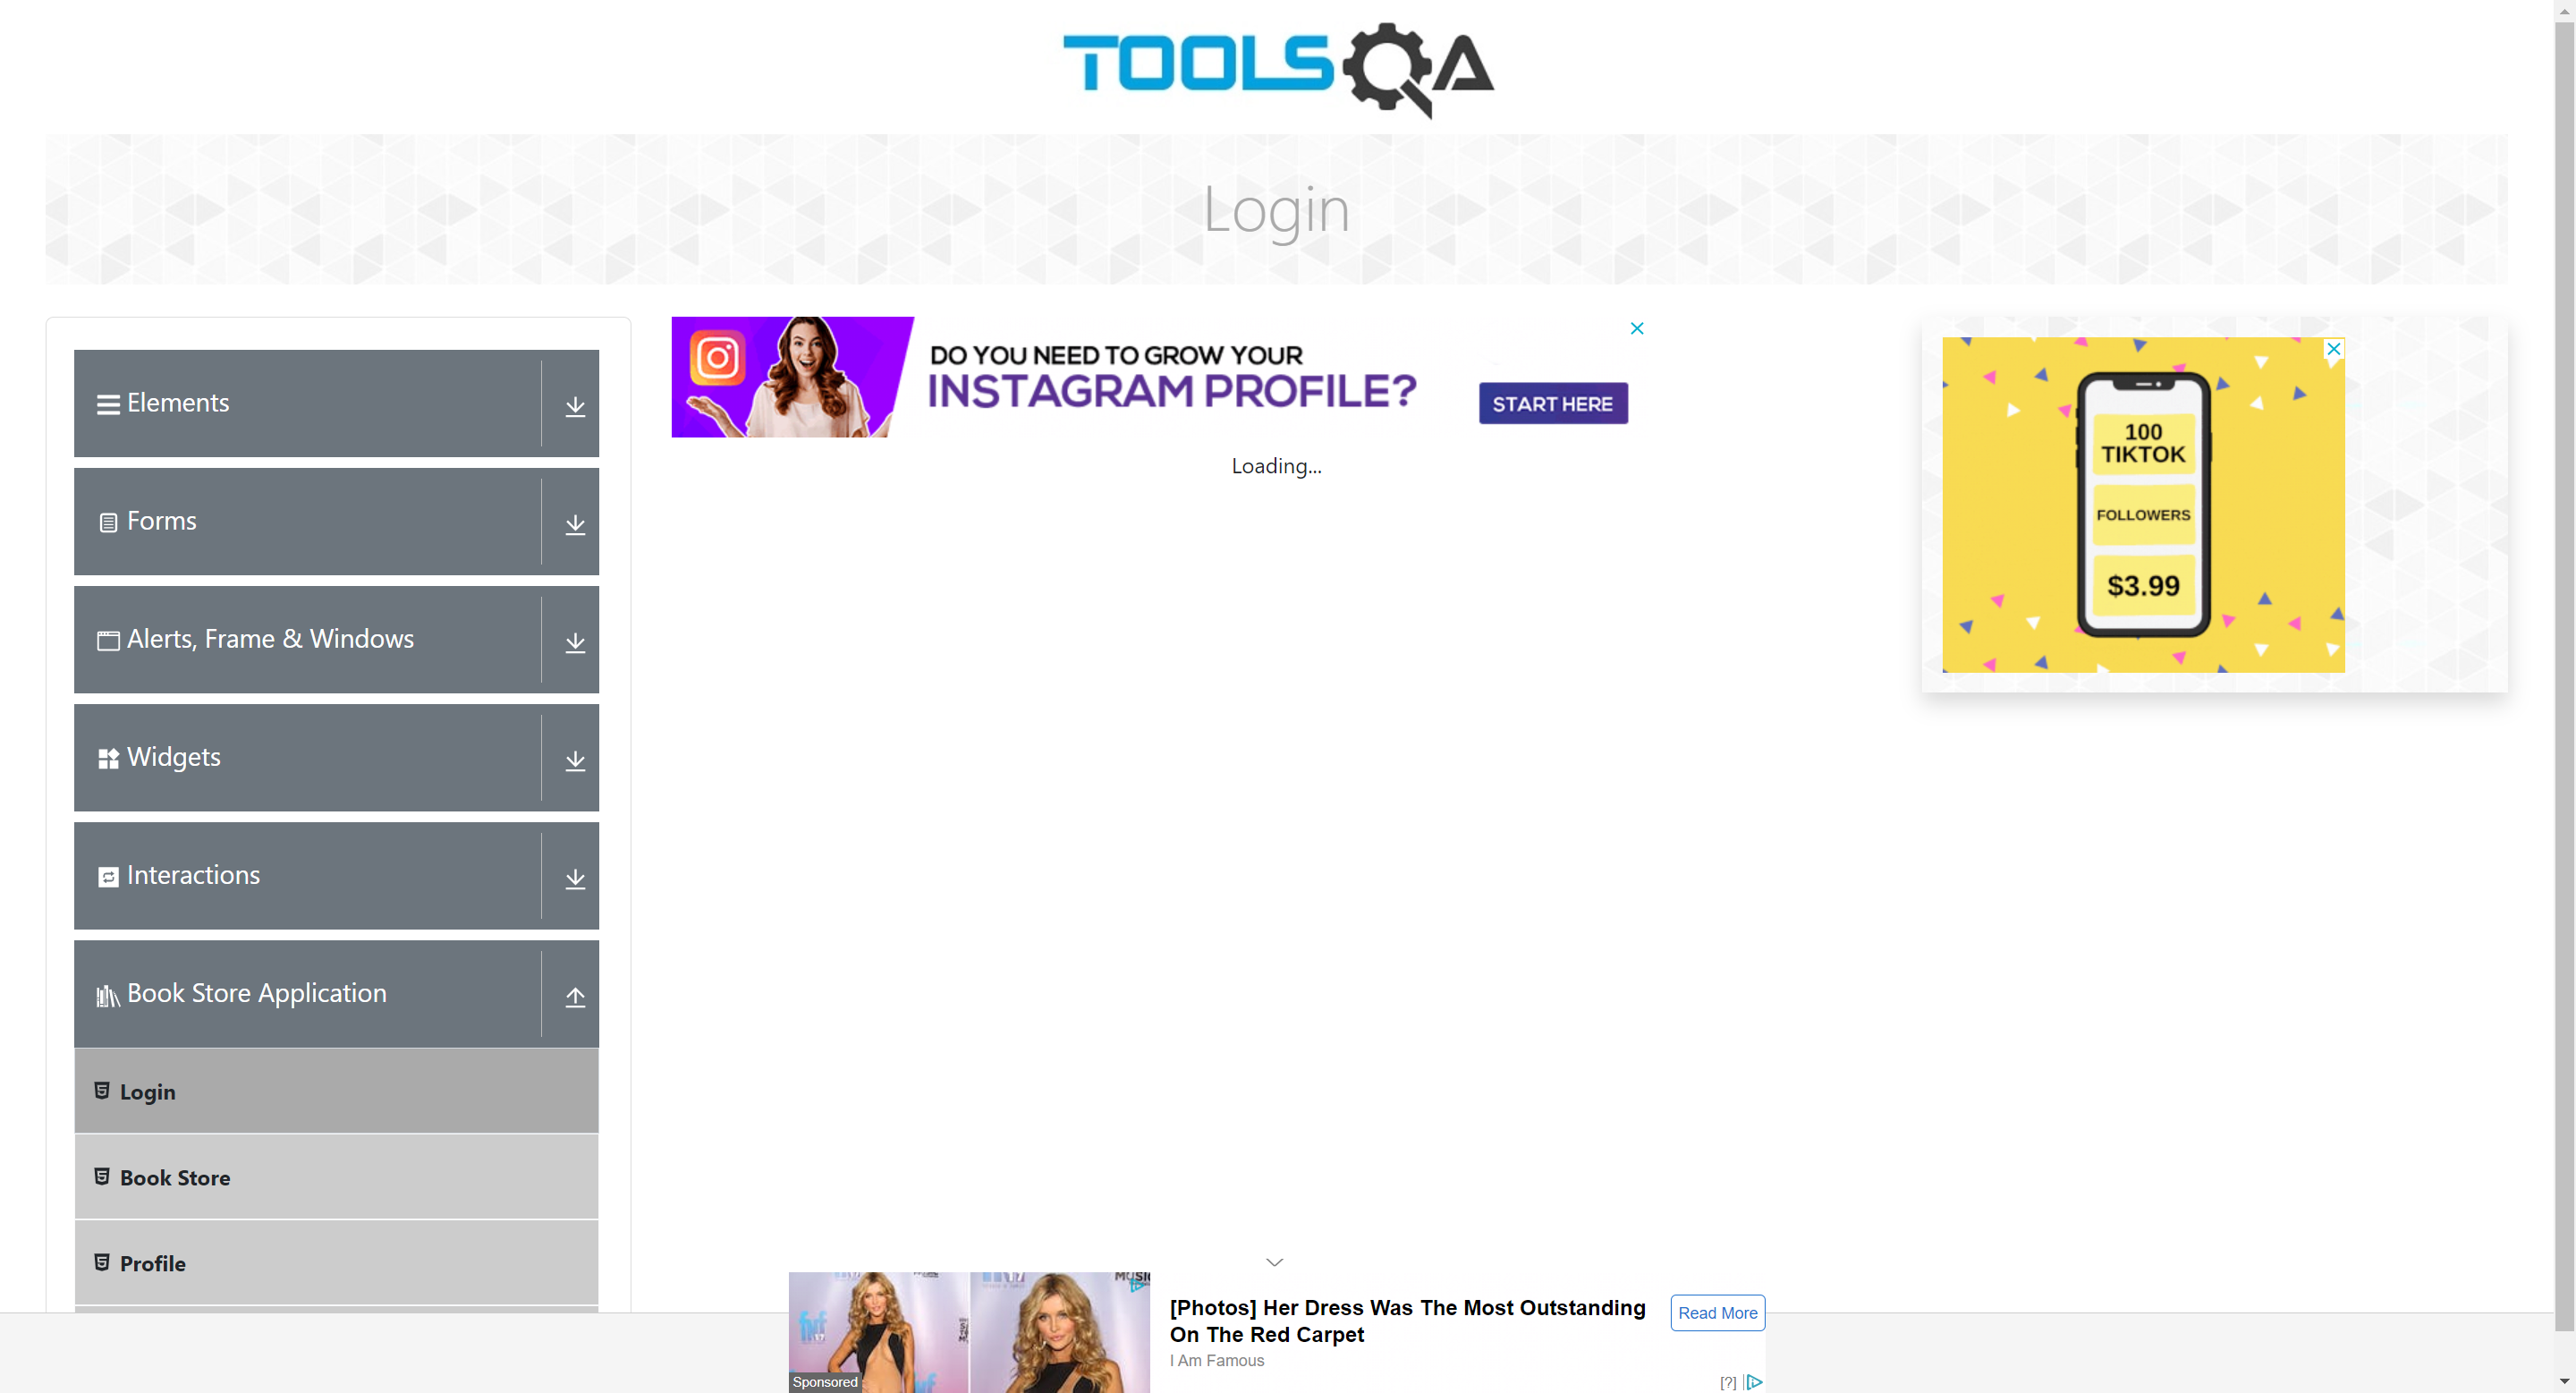 TOOLSQA
Login
Elements
Forms
Alerts, Frame & Windows
Widgets
Interactions
Book Store Application
Login
Book Store
Profile
DO YOU NEED TO GROW YOUR
INSTAGRAM PROFILE?
START HERE
Loading...
100
TIKTOK
FOLLOWERS
$3.99
[Photos] Her Dress Was The Most Outstanding
On The Red Carpet
I Am Famous
Read More
Sponsored
[?]